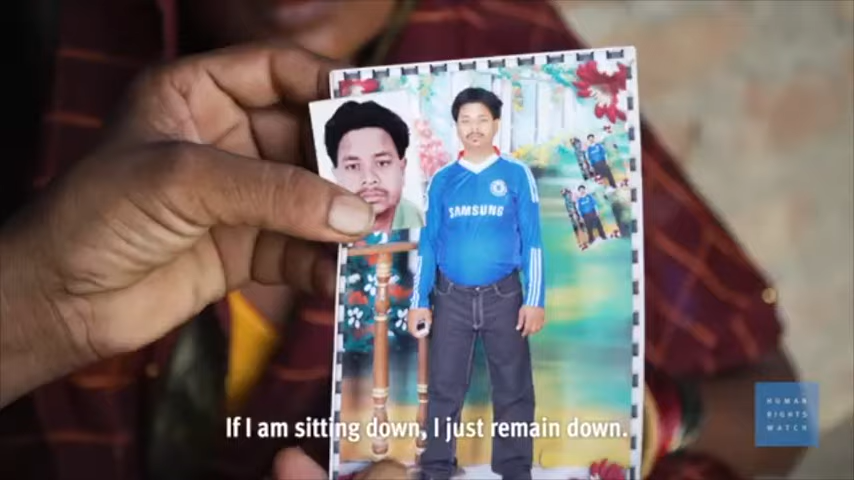 SAMSUNG
If I am sitting down, I just remain down.
HUMAN
RIGHTS
WATCH